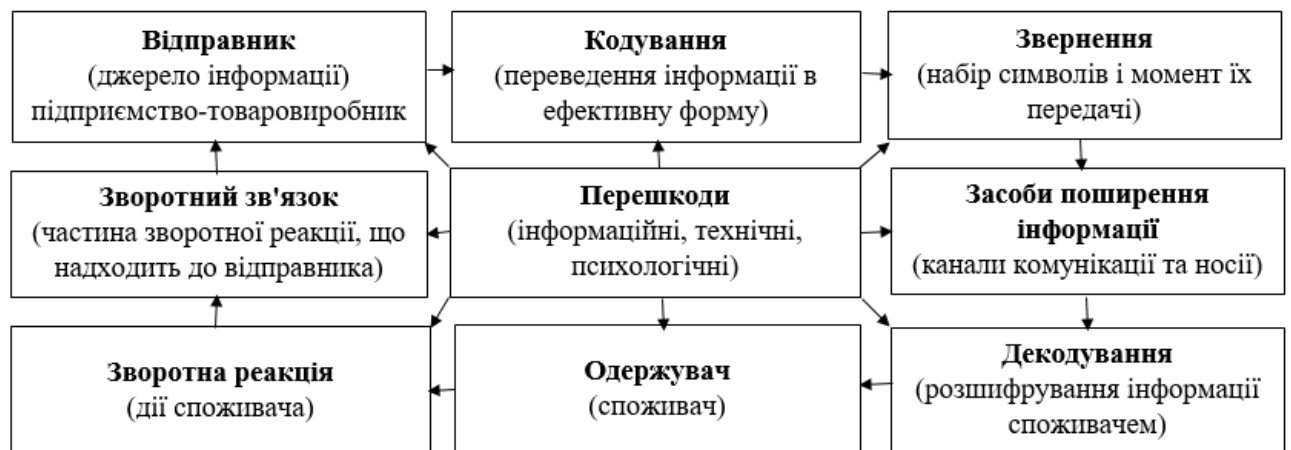 Відправник
(джерело інформації)
підприємство-товаровиробник
Кодування
(переведення інформації в
ефективну форму)
Звернення
(набір символів і момент їх
передачі)
Зворотний зв'язок
(частина зворотної реакції, що
надходить до відправника)
Перешкоди
(інформаційні, технічні,
психологічні)
Засоби поширення
інформації
(канали комунікації та носії)
Зворотна реакція
(дії споживача)
Одержувач
(споживач)
Декодування
(розшифрування інформації
споживачем)